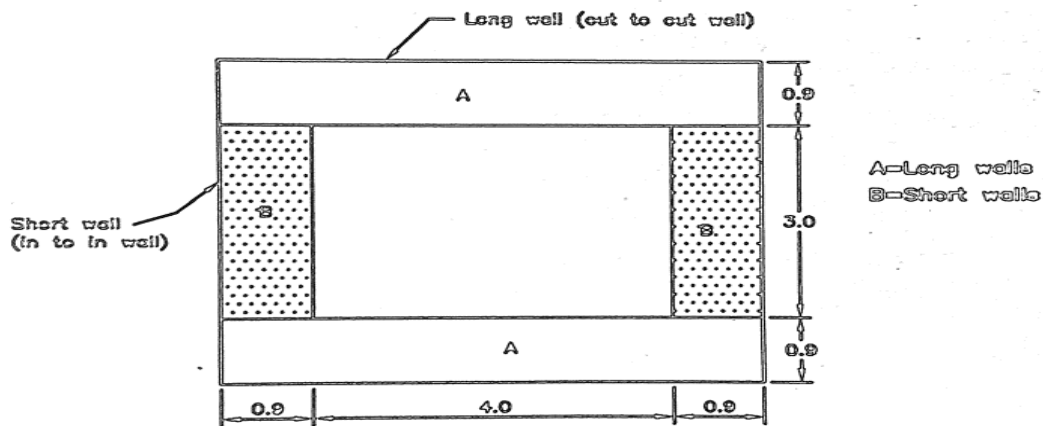 Long wall (out to out wall)
A
0.9
A-Long walls
B-Short walls
B
B
3.0
Short wall
(in to in wall)
A
0.9
0.9
4.0
0.9